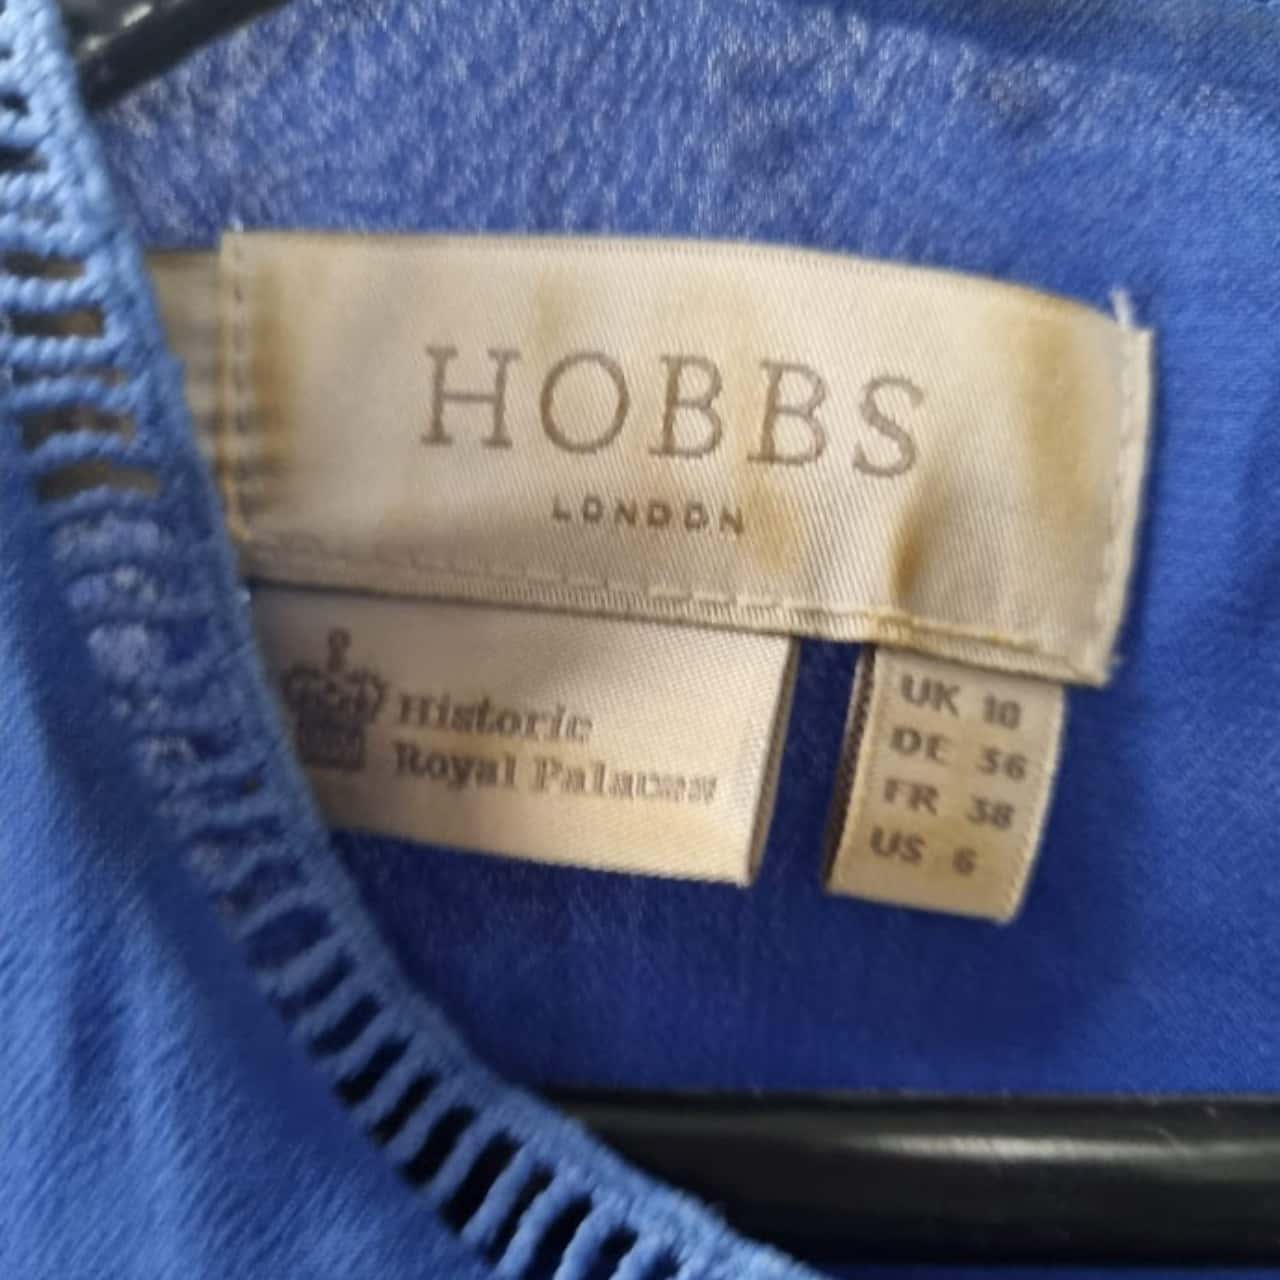 HOBBS
LONDON
Historic
Royal Palaces
UK 10
DE 36
FR 38
US 6